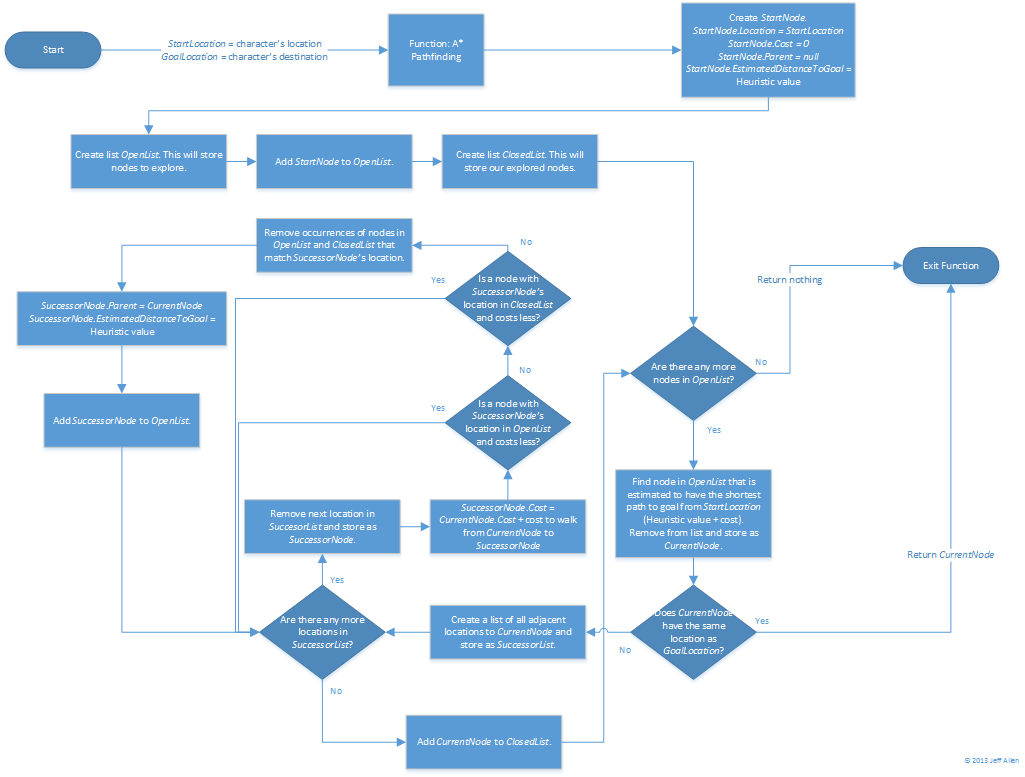 Start
StartLocation = character's location
GoalLocation = character's destination
Function: A*
Pathfinding
Create StartNode.
StartNode.Location = StartLocation
StartNode.Cost = 0
StartNode.Parent = null
StartNode.EstimatedDistanceToGoal =
Heuristic value
Create list OpenList. This will store
nodes to explore.
Add StartNode to OpenList.
Create list ClosedList. This will
store our explored nodes.
Remove occurrences of nodes in
OpenList and ClosedList that
match SuccessorNode's location.
No
Yes
Is a node with
SuccessorNode's
location in ClosedList
and costs less?
Exit Function
Return nothing
SuccessorNode.Parent = CurrentNode
SuccessorNode.EstimatedDistanceToGoal =
Heuristic value
No
Are there any more
nodes in OpenList?
No
Yes
Is a node with
SuccessorNode's
location in OpenList
and costs less?
Add SuccessorNode to OpenList.
Yes
Find node in OpenList that is
estimated to have the shortest
path to goal from StartLocation
(Heuristic value + cost).
Remove from list and store as
CurrentNode.
Remove next location in
SuccesorList and store as
SuccessorNode.
SuccessorNode.Cost =
CurrentNode.Cost + cost to walk
from CurrentNode to
SuccessorNode
Return CurrentNode
Yes
Are there any more
locations in
SuccessorList?
Create a list of all adjacent
locations to CurrentNode and
store as SuccessorList.
Does CurrentNode
have the same
location as
GoalLocation?
Yes
No
No
Add CurrentNode to ClosedList.
© 2013 Jeff Allen